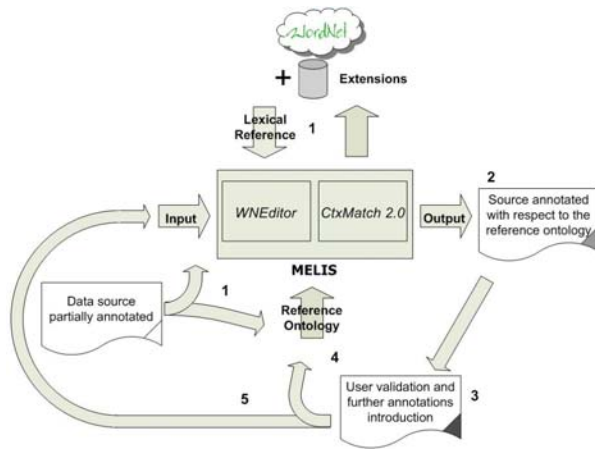 WordNet
+
Extensions
Lexical
Reference
1
2
Input
WNEditor
CtxMatch 2.0
Output
Source annotated
with respect to the
reference ontology
MELIS
Data source
partially annotated
1
Reference
Ontology
4
User validation and
further annotations
introduction
3
5